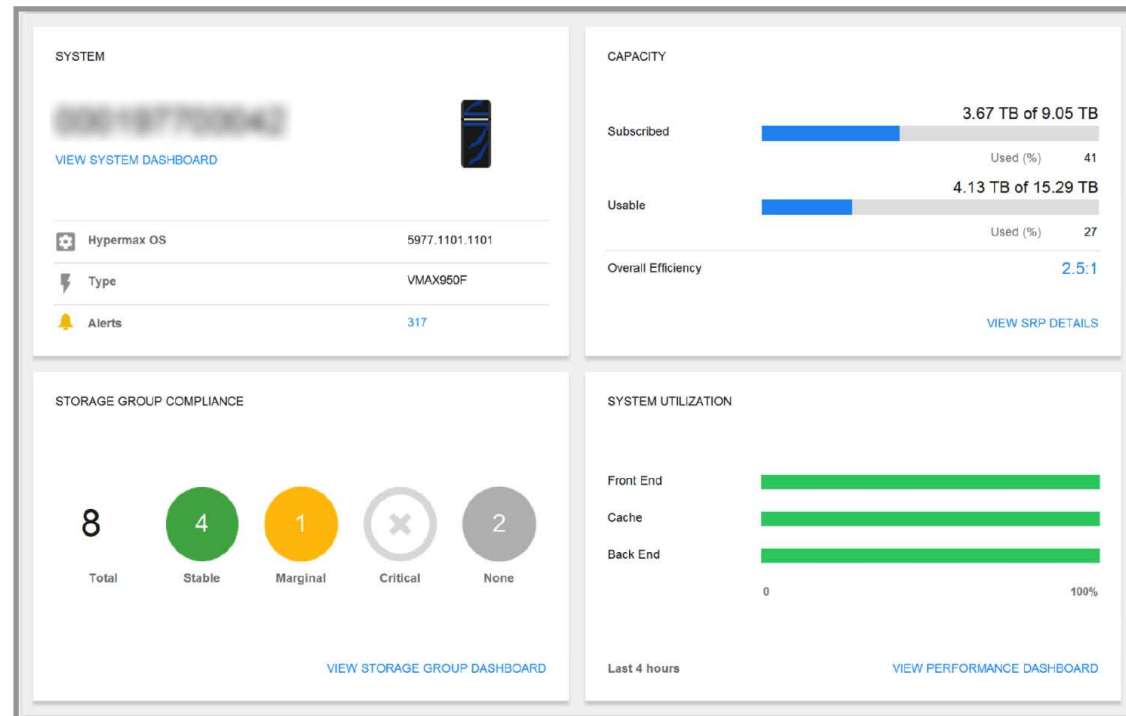 SYSTEM
VIEW SYSTEM DASHBOARD
Hypermax OS 5977.1101.1101
Type VMAX950F
Alerts 317
CAPACITY
3.67 TB of 9.05 TB
Subscribed
Used (%) 41
4.13 TB of 15.29 TB
Usable
Used (%) 27
Overall Efficiency 2.5:1
VIEW SRP DETAILS
STORAGE GROUP COMPLIANCE
8 4 1 2
Total Stable Marginal Critical None
VIEW STORAGE GROUP DASHBOARD
SYSTEM UTILIZATION
Front End
Cache
Back End
0 100%
Last 4 hours VIEW PERFORMANCE DASHBOARD